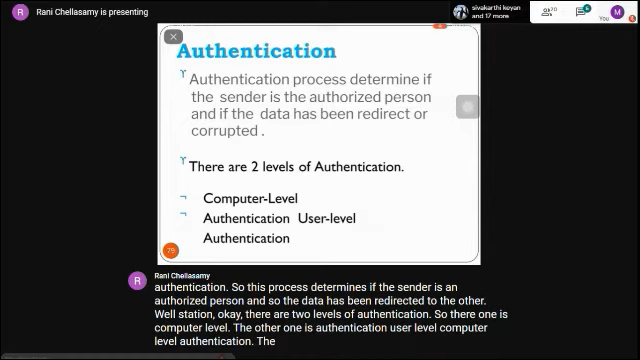 R Rani Chellasamy is presenting
sivakarthi keyan
and 17 more
20
You
M
Authentication
Authentication process determine if
the sender is the authorized person
and if the data has been redirect or
corrupted .
There are 2 levels of Authentication.
Computer-Level
Authentication User-level
Authentication
75
R
Rani Chellasamy
authentication. So this process determines if the sender is an
authorized person and so the data has been redirected to the other.
Well station, okay, there are two levels of authentication. So there one is
computer level. The other one is authentication user level computer
level authentication. The